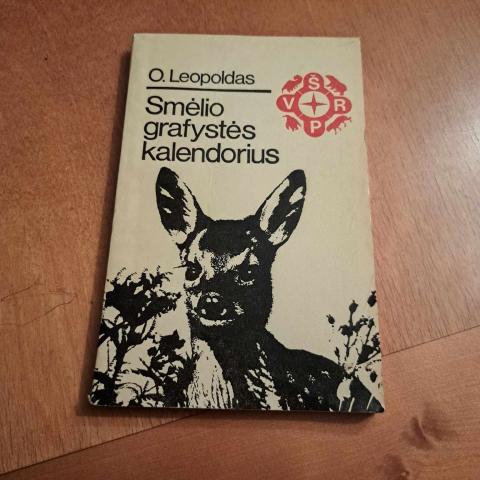 O. Leopoldas
Smėlio
grafystės
kalendorius
Š
V R
P